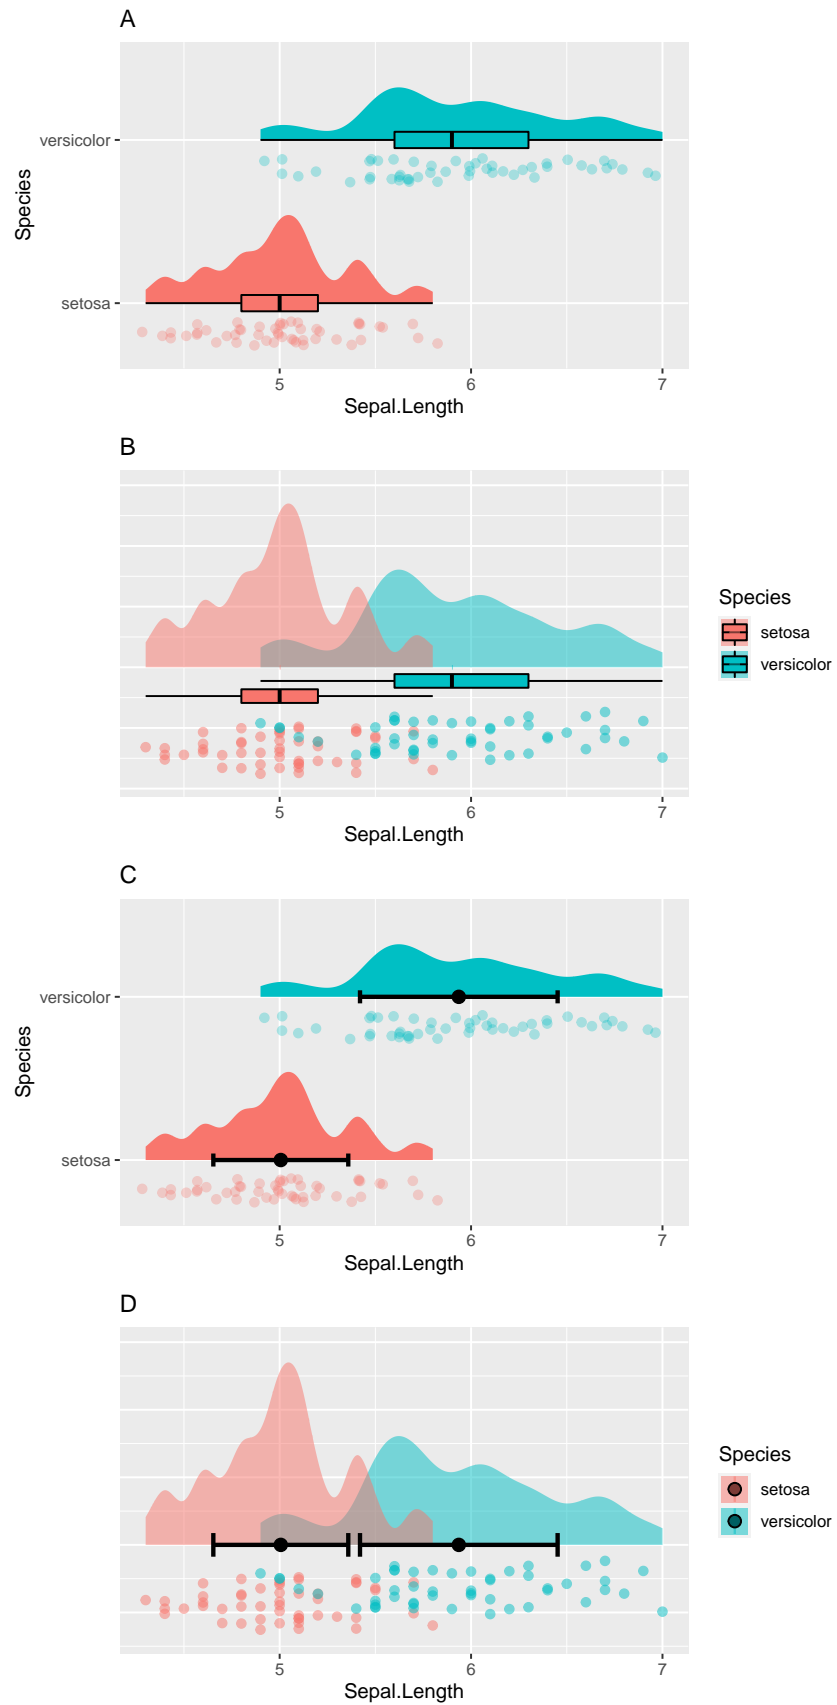 A
versicolor
Species
setosa
5 6 7
Sepal.Length
B
Species
setosa
versicolor
5 6 7
Sepal.Length
C
versicolor
Species
setosa
5 6 7
Sepal.Length
D
Species
setosa
versicolor
5 6 7
Sepal.Length